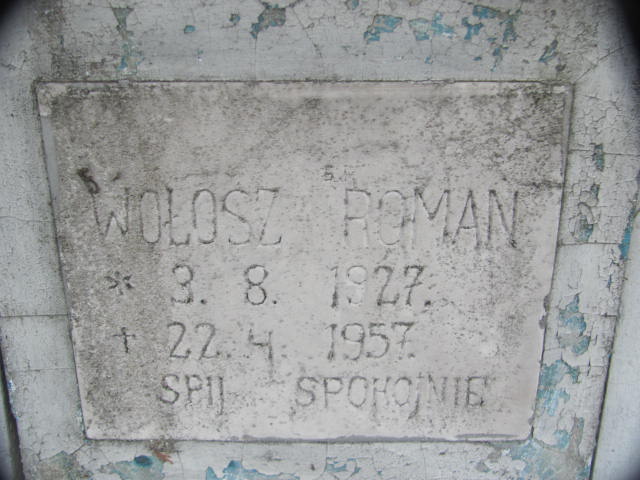 Ś. P.
WOŁOSZ ROMAN
* 3. 8. 1927.
+ 22. 4. 1957.
SPIJ SPOKOJNIE